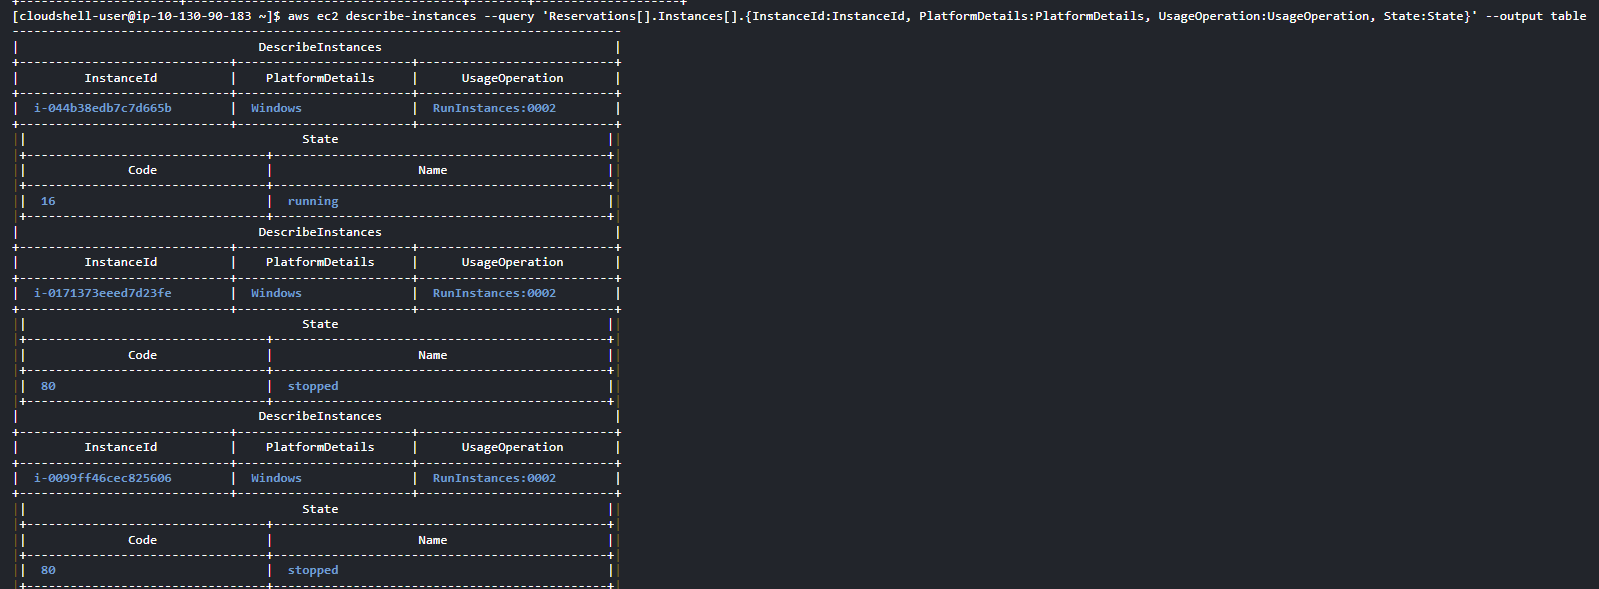 [cloudshell-user@ip-10-130-90-183 ~]$ aws ec2 describe-instances --query 'Reservations[].Instances[].{InstanceId:InstanceId, PlatformDetails:PlatformDetails, UsageOperation:UsageOperation, State:State}' --output table
DescribeInstances
InstanceId | PlatformDetails | UsageOperation
i-044b38edb7c7d665b | Windows | RunInstances:0002
State
Code | Name
16 | running
DescribeInstances
InstanceId | PlatformDetails | UsageOperation
i-0171373eeed7d23fe | Windows | RunInstances:0002
State
Code | Name
80 | stopped
DescribeInstances
InstanceId | PlatformDetails | UsageOperation
i-0099ff46cec825606 | Windows | RunInstances:0002
State
Code | Name
80 | stopped